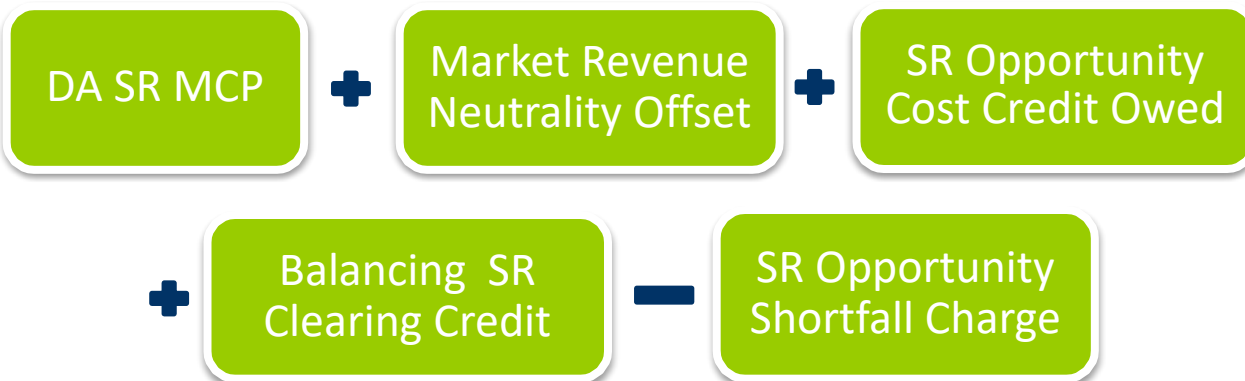 DA SR MCP
Market Revenue
Neutrality Offset
SR Opportunity
Cost Credit Owed
Balancing SR
Clearing Credit
SR Opportunity
Shortfall Charge